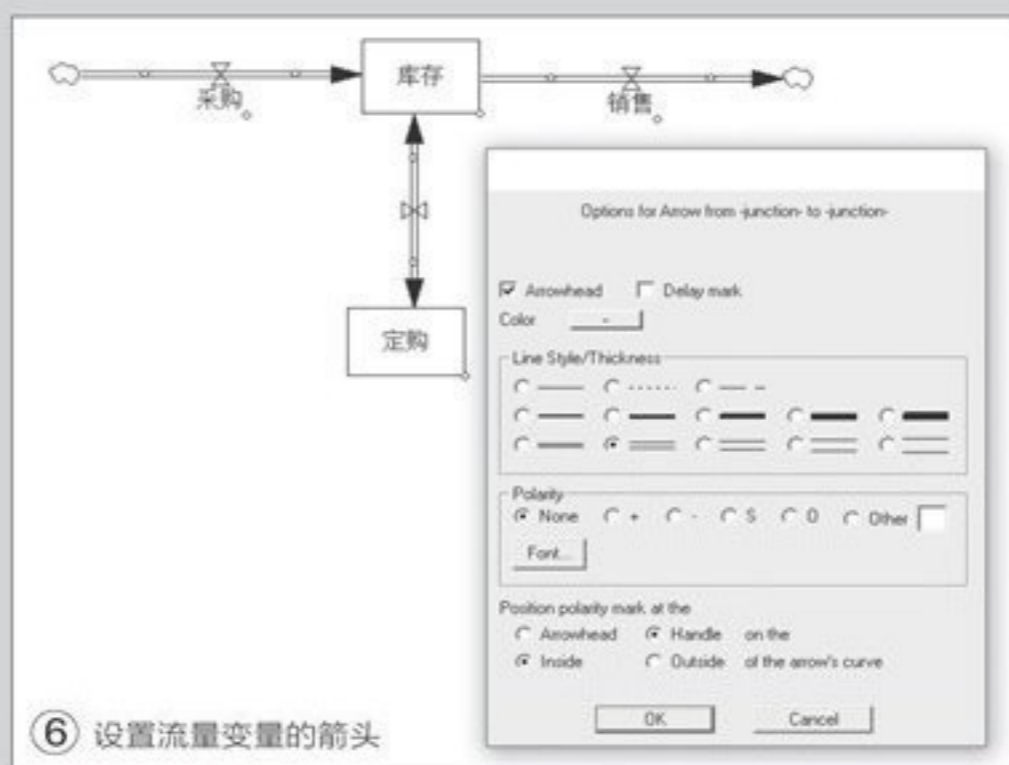 库存
采购
销售
定购
Options for Arrow from -junction- to -junction-
Arrowhead Delay mark
Color -
Line Style/Thickness
Polarity
None + - S O Other
Font...
Position polarity mark at the
Arrowhead Handle on the
Inside Outside of the arrow's curve
OK Cancel
⑥ 设置流量变量的箭头